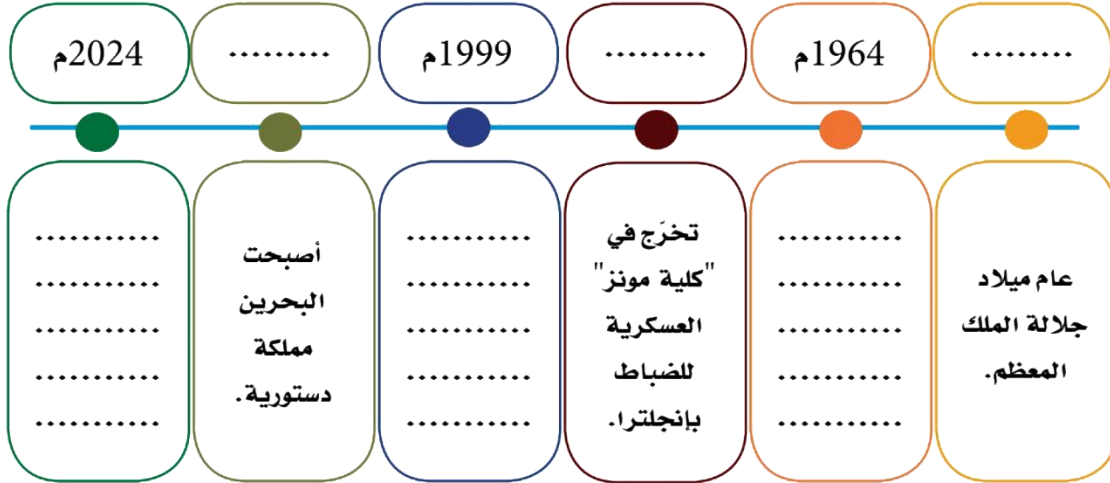 .........
1964م
.........
1999م
.........
2024م
عام ميلاد
جلالة الملك
المعظم.
...........
...........
...........
...........
...........
تخرّج في
"كلية مونز"
العسكرية
للضباط
بإنجلترا.
...........
...........
...........
...........
...........
أصبحت
البحرين
مملكة
دستورية.
...........
...........
...........
...........
...........